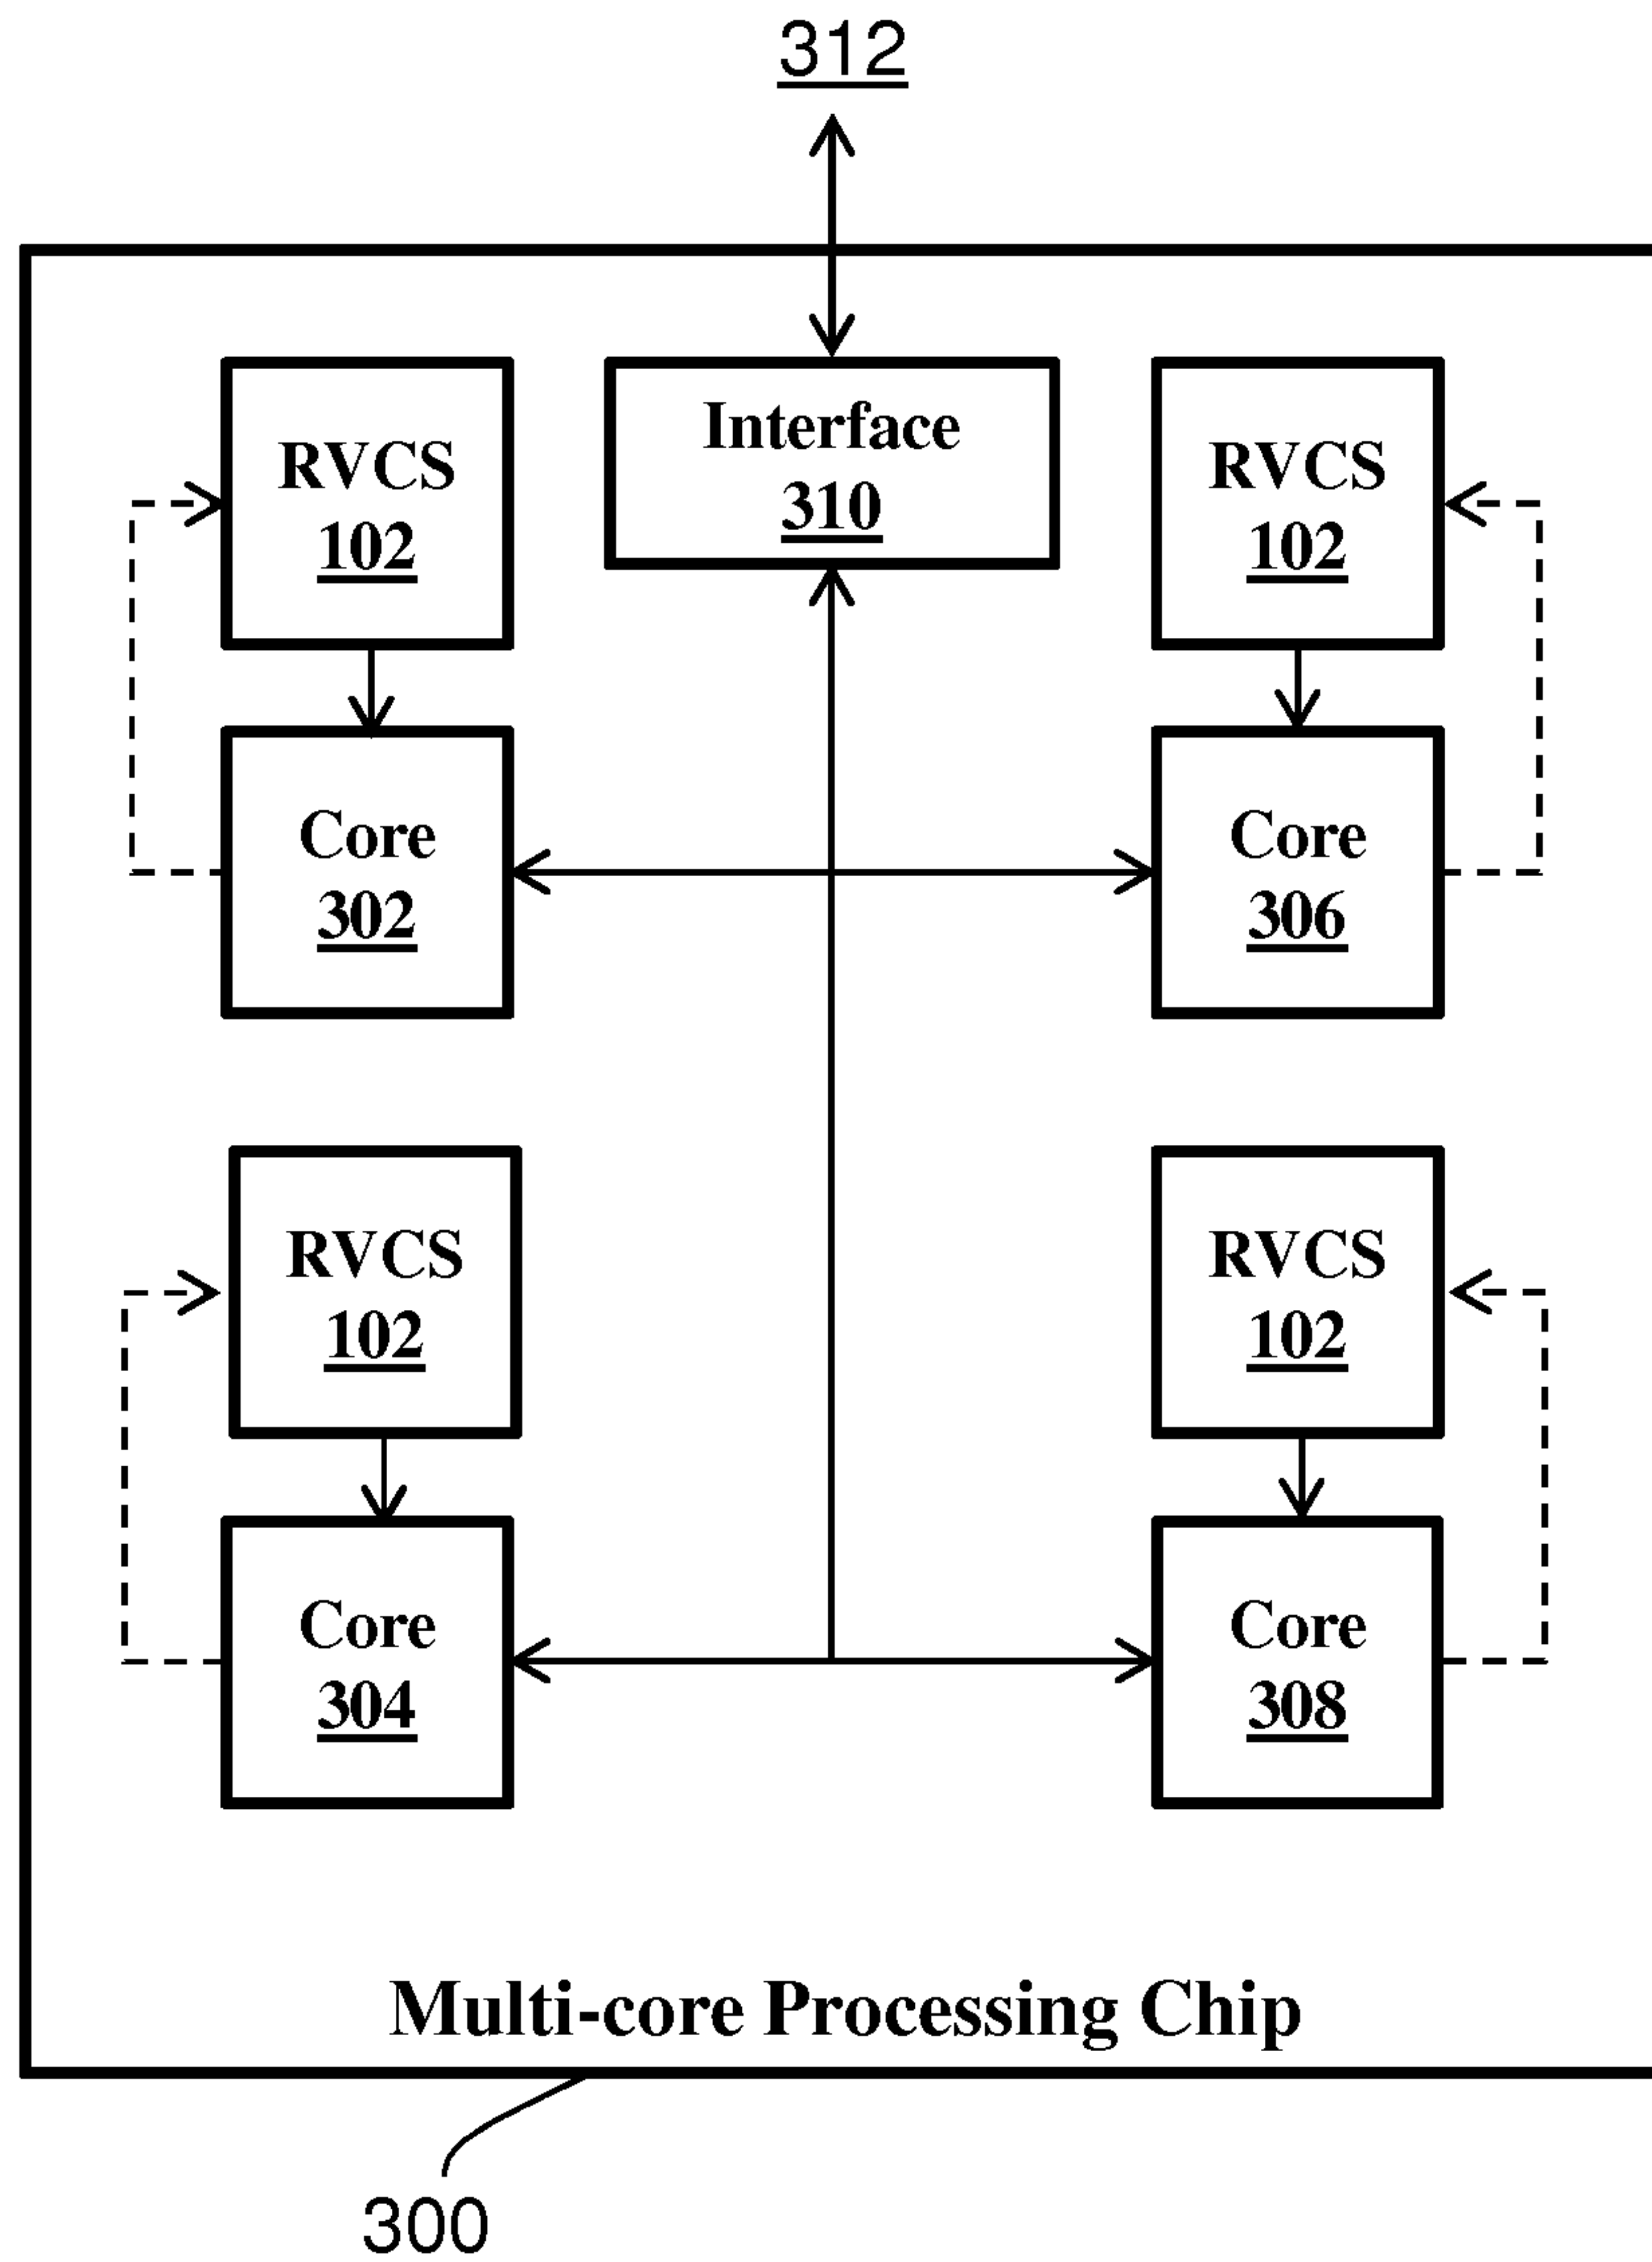 312
RVCS
102
Interface
310
RVCS
102
Core
302
Core
306
RVCS
102
RVCS
102
Core
304
Core
308
Multi-core Processing Chip
300